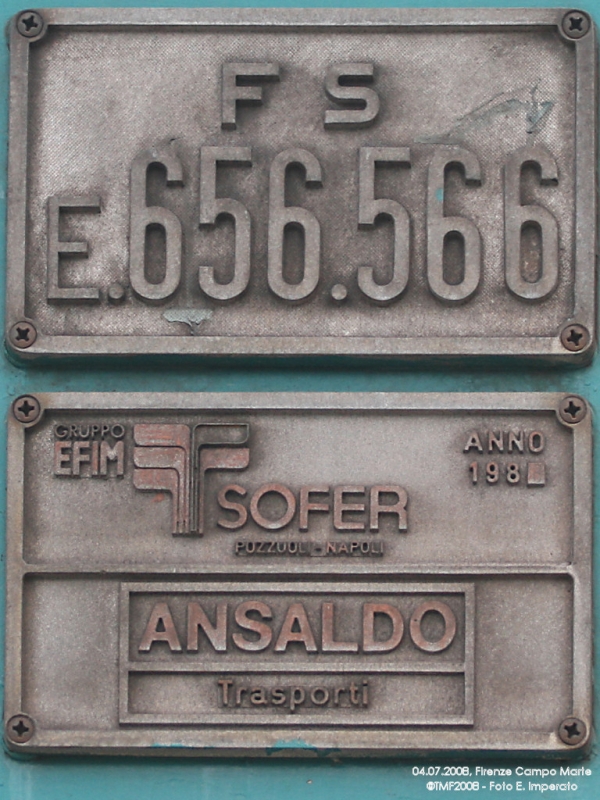 F S
E.656.566
GRUPPO
EFIM
SOFER
POZZUOLI - NAPOLI
ANNO
198
ANSALDO
Trasporti
04.07.2008, Firenze Campo Marte
©TMF2008 - Foto E. Imperato